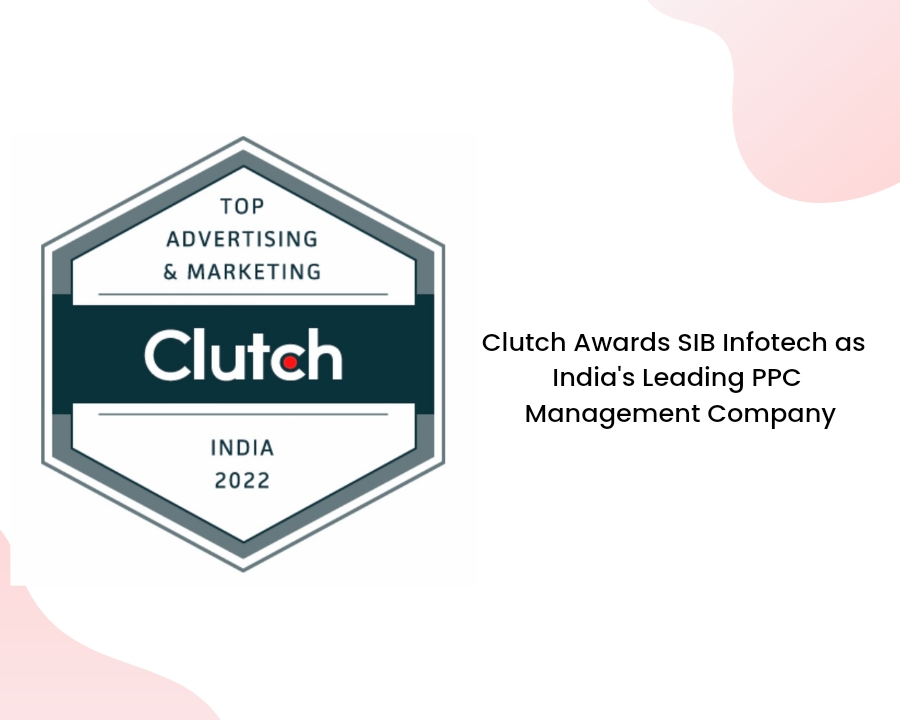 TOP
ADVERTISING
& MARKETING
Clutch
INDIA
2022
Clutch Awards SIB Infotech as
India's Leading PPC
Management Company